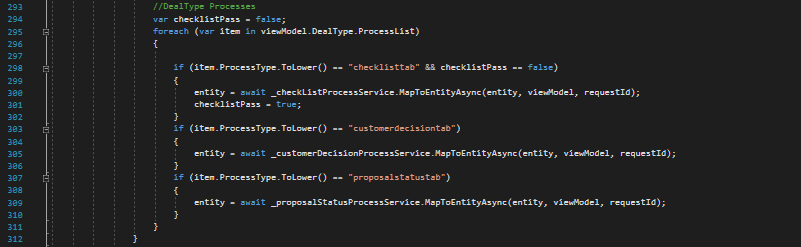 293 //DealType Processes
294 var checklistPass = false;
295 foreach (var item in viewModel.DealType.ProcessList)
296 {
297
298 if (item.ProcessType.ToLower() == "checklisttab" && checklistPass == false)
299 {
300 entity = await _checkListProcessService.MapToEntityAsync(entity, viewModel, requestId);
301 checklistPass = true;
302 }
303 if (item.ProcessType.ToLower() == "customerdecisiontab")
304 {
305 entity = await _customerDecisionProcessService.MapToEntityAsync(entity, viewModel, requestId);
306 }
307 if (item.ProcessType.ToLower() == "proposalstatustab")
308 {
309 entity = await _proposalStatusProcessService.MapToEntityAsync(entity, viewModel, requestId);
310 }
311 }
312 }